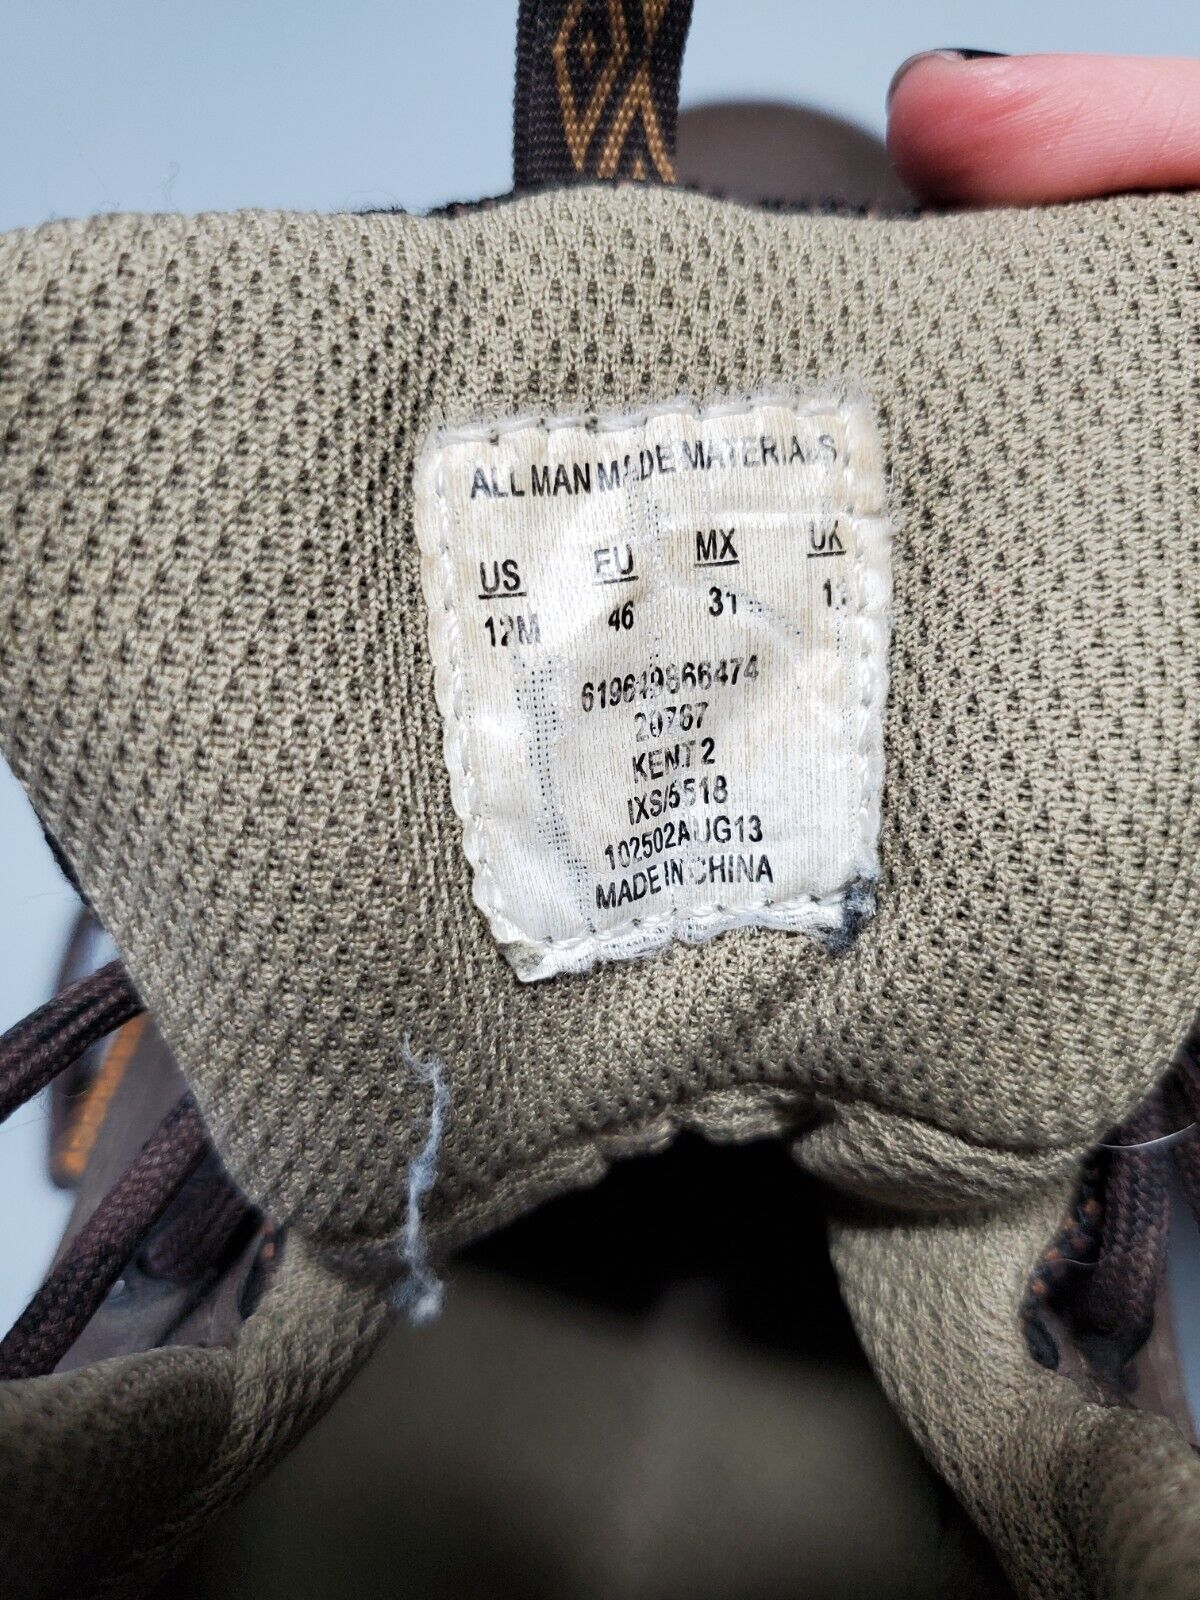 ALL MAN MADE MATERIALS
US EU MX UK
12M 46 31
619649866474
20767
KENT 2
IXS/5518
102502AUG13
MADE IN CHINA